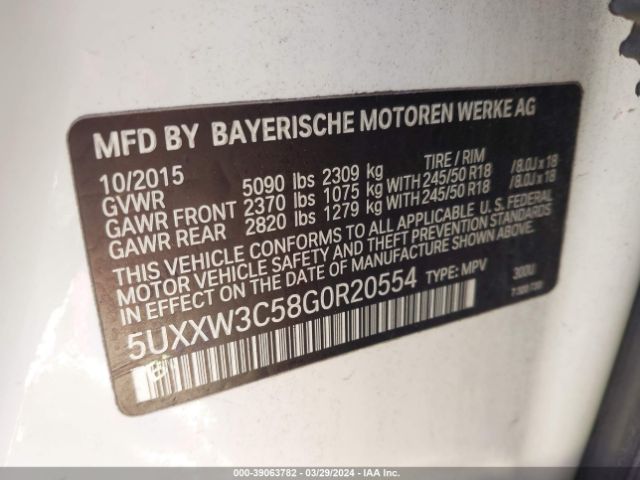 MFD BY BAYERISCHE MOTOREN WERKE AG
10/2015
GVWR 5090 lbs 2309 kg TIRE / RIM
GAWR FRONT 2370 lbs 1075 kg WITH 245/50 R18 /8.0J x 18
GAWR REAR 2820 lbs 1279 kg WITH 245/50 R18 /8.0J x 18
THIS VEHICLE CONFORMS TO ALL APPLICABLE U.S. FEDERAL
MOTOR VEHICLE SAFETY AND THEFT PREVENTION STANDARDS
IN EFFECT ON THE DATE OF MANUFACTURE SHOWN ABOVE.
5UXXW3C58G0R20554 TYPE: MPV 300U
000-39063782 / 03/29/2024 - IAA Inc.